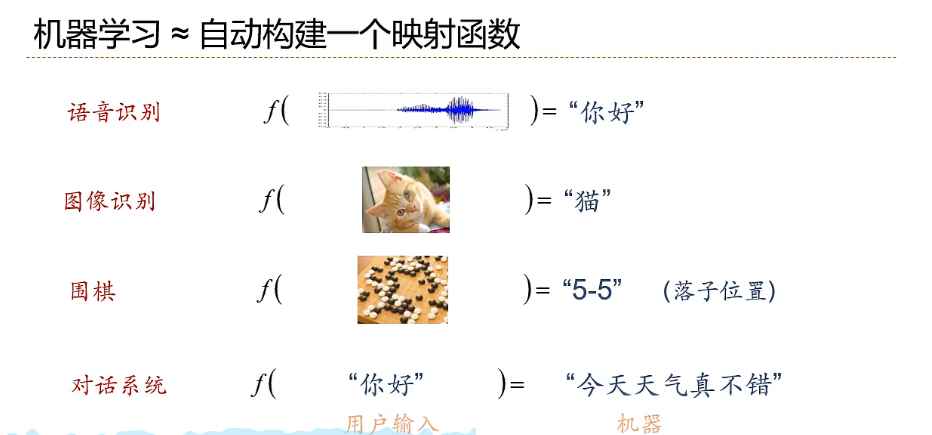 机器学习 ≈ 自动构建一个映射函数
语音识别 f( )= “你好”
图像识别 f( )= “猫”
围棋 f( )= “5-5” (落子位置)
对话系统 f( “你好” )= “今天天气真不错”
用户输入 机器